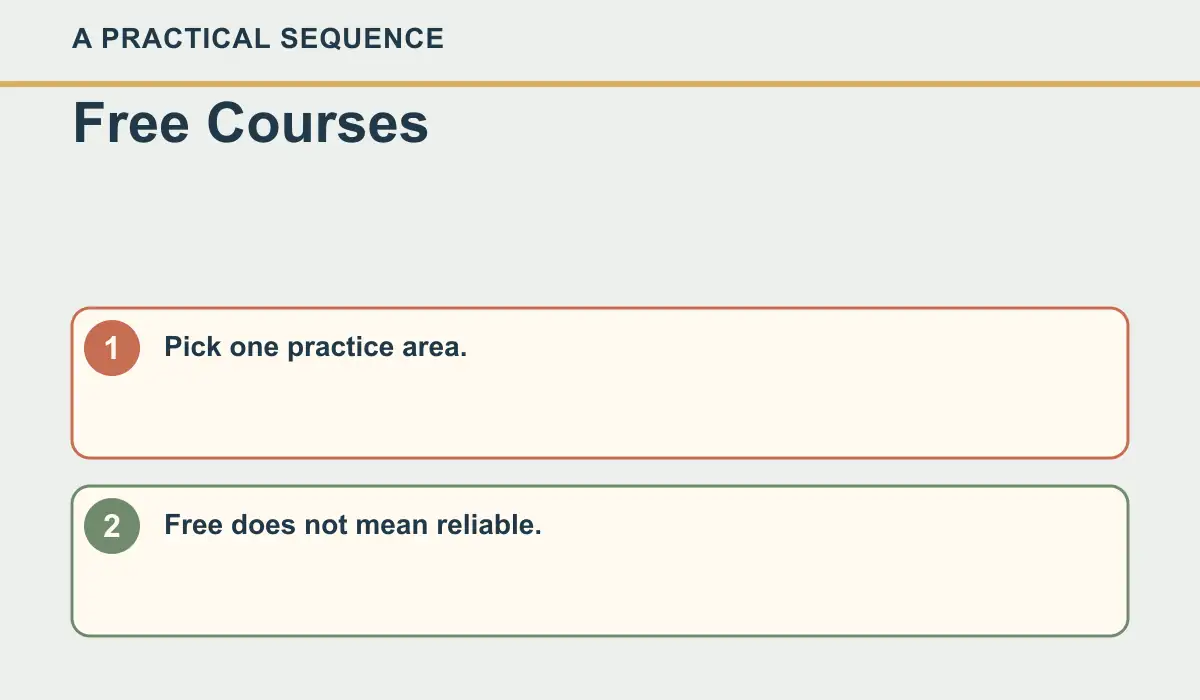 A PRACTICAL SEQUENCE
Free Courses
1
Pick one practice area.
2
Free does not mean reliable.